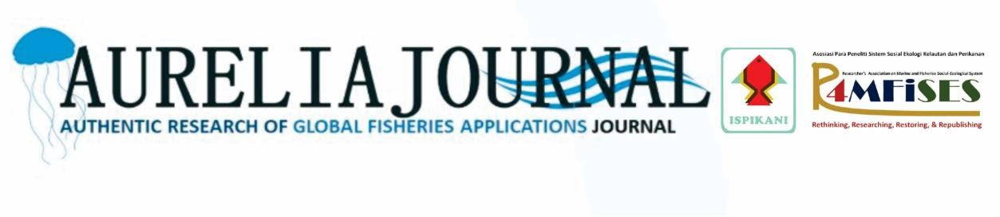 AURELIA JOURNAL
AUTHENTIC RESEARCH OF GLOBAL FISHERIES APPLICATIONS JOURNAL
ISPIKANI
Asosiasi Para Peneliti Sistem Sosial Ekologi Kelautan dan Perikanan
Researcher's Association on Marine and Fisheries Social-Ecological System
R4MFiSES
Rethinking, Researching, Restoring, & Republishing